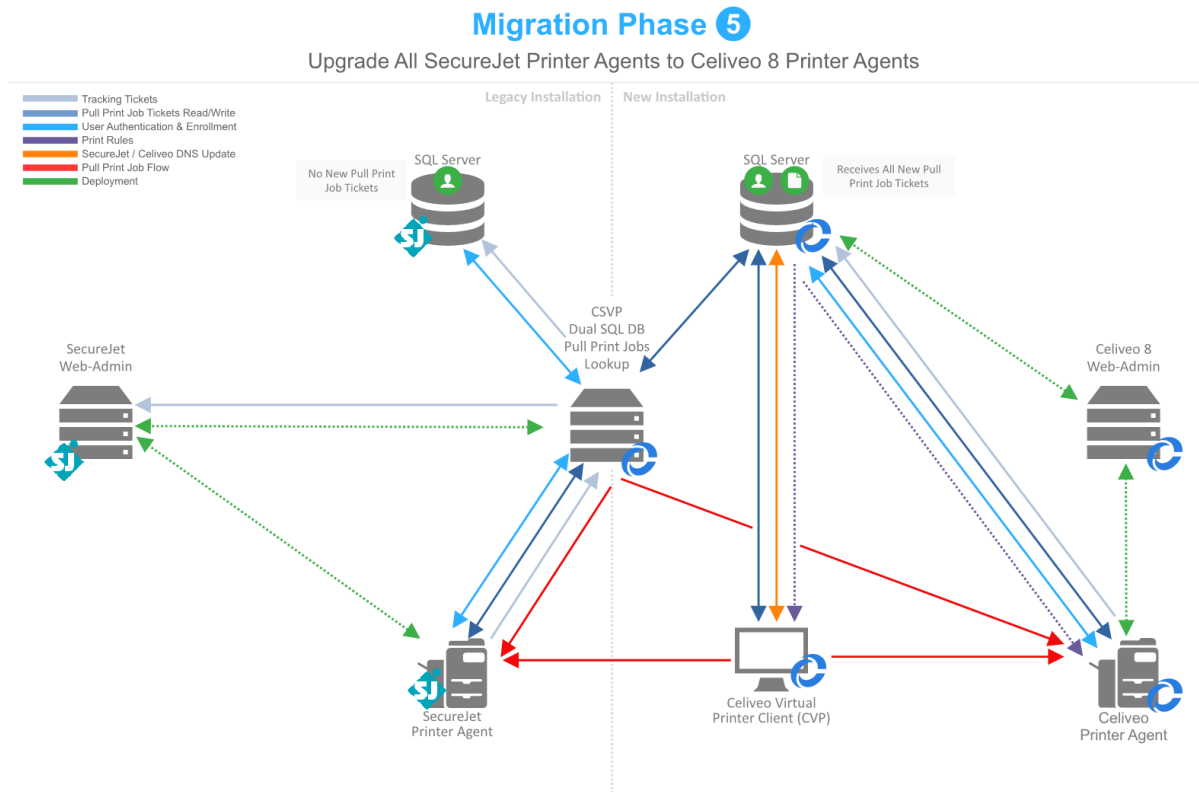 Migration Phase 5
Upgrade All SecureJet Printer Agents to Celiveo 8 Printer Agents
Legacy Installation
New Installation
Tracking Tickets
Pull Print Job Tickets Read/Write
User Authentication & Enrollment
Print Rules
SecureJet / Celiveo DNS Update
Pull Print Job Flow
Deployment
No New Pull Print
Job Tickets
SQL Server
SJ
SQL Server
Receives All New Pull
Print Job Tickets
CSVP
Dual SQL DB
Pull Print Jobs
Lookup
SecureJet
Web-Admin
SJ
Celiveo 8
Web-Admin
SJ
SecureJet
Printer Agent
Celiveo Virtual
Printer Client (CVP)
Celiveo
Printer Agent